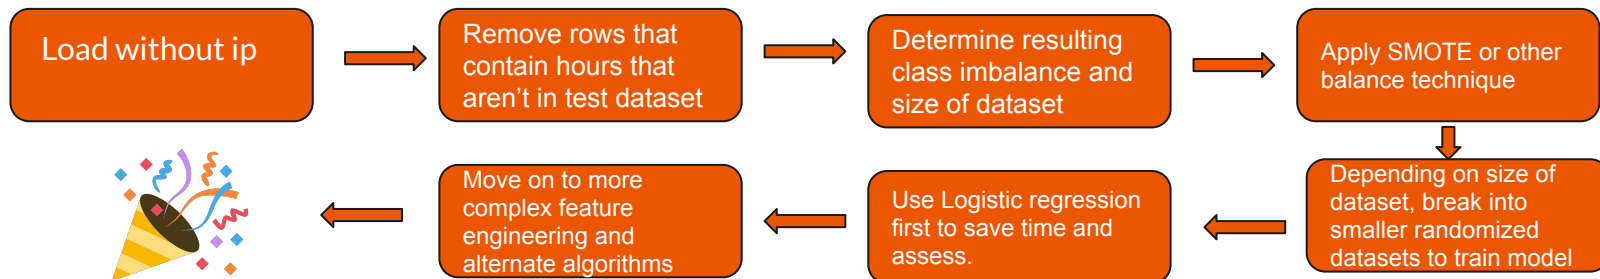 Load without ip
Remove rows that
contain hours that
aren't in test dataset
Determine resulting
class imbalance and
size of dataset
Apply SMOTE or other
balance technique
Depending on size of
dataset, break into
smaller randomized
datasets to train model
Use Logistic regression
first to save time and
assess.
Move on to more
complex feature
engineering and
alternate algorithms